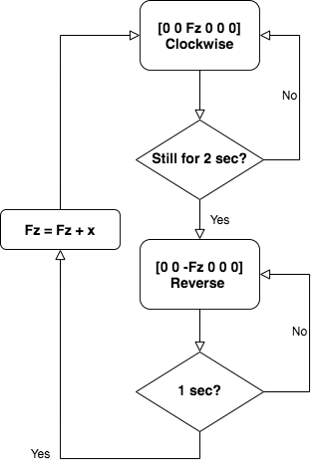 [0 0 Fz 0 0 0]
Clockwise
No
Still for 2 sec?
Yes
Fz = Fz + x
[0 0 -Fz 0 0 0]
Reverse
No
1 sec?
Yes